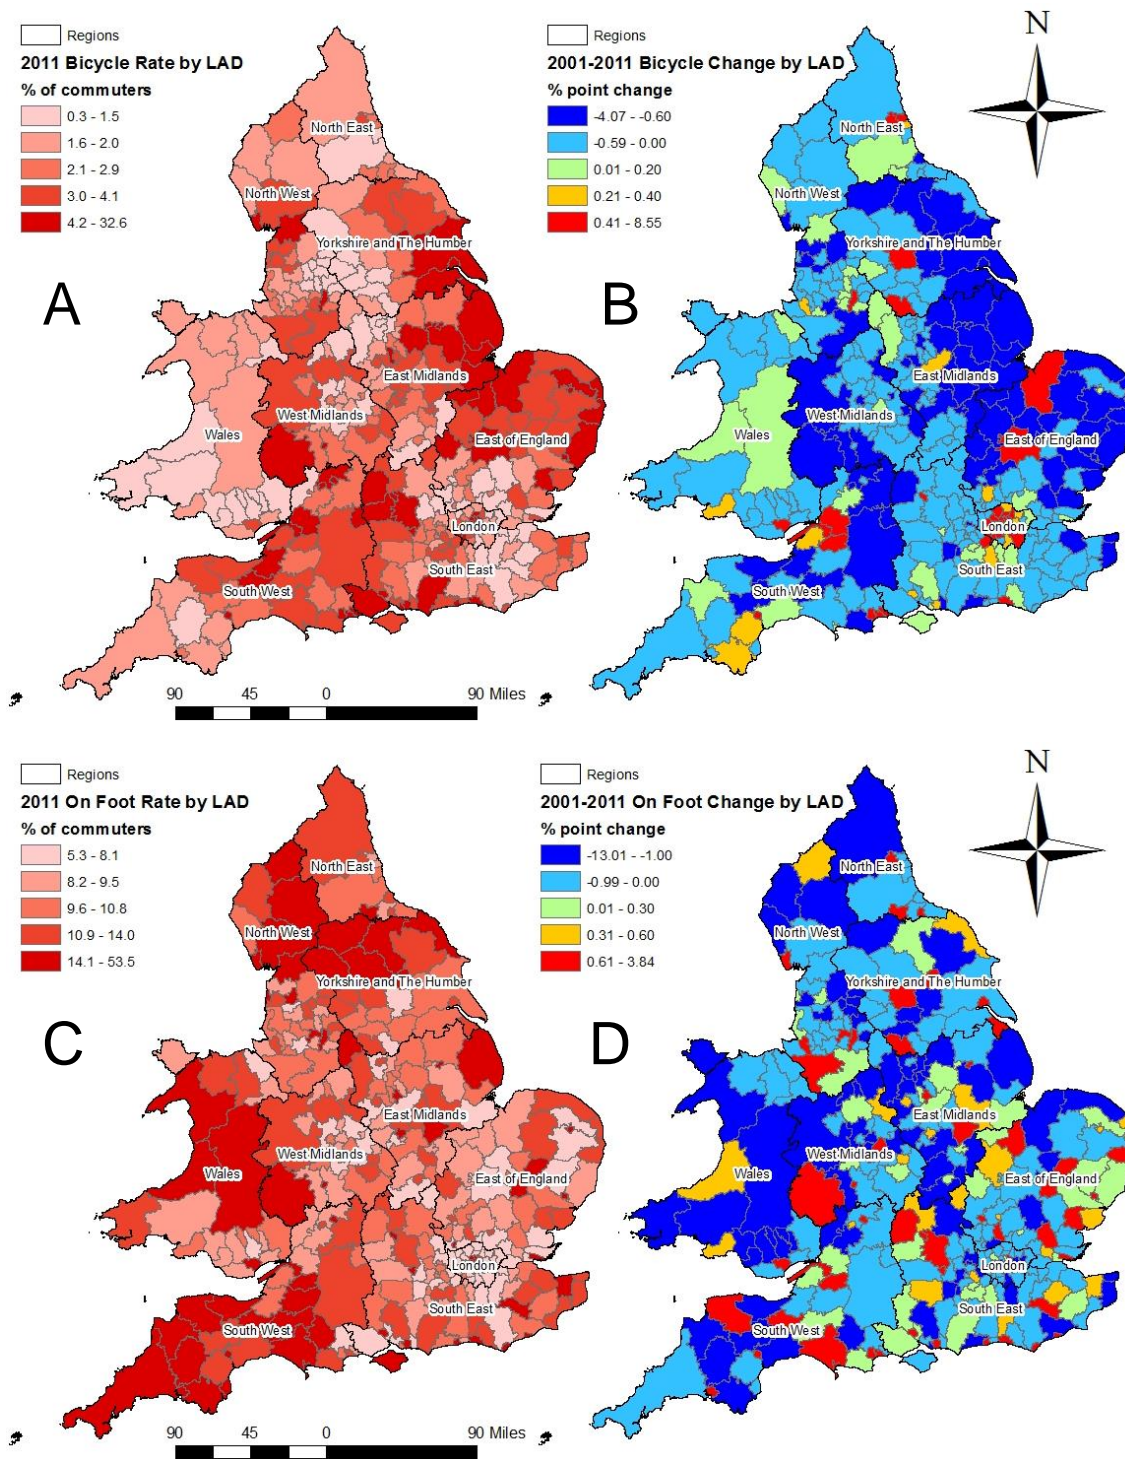 Regions
2011 Bicycle Rate by LAD
% of commuters
0.3 - 1.5
1.6 - 2.0
2.1 - 2.9
3.0 - 4.1
4.2 - 32.6
A
North East
North West
Yorkshire and The Humber
East Midlands
West Midlands
Wales
East of England
London
South East
South West
90 45 0 90 Miles
Regions
2001-2011 Bicycle Change by LAD
% point change
-4.07 - -0.60
-0.59 - 0.00
0.01 - 0.20
0.21 - 0.40
0.41 - 8.55
N
B
North East
North West
Yorkshire and The Humber
East Midlands
West Midlands
Wales
East of England
London
South East
South West
Regions
2011 On Foot Rate by LAD
% of commuters
5.3 - 8.1
8.2 - 9.5
9.6 - 10.8
10.9 - 14.0
14.1 - 53.5
C
North East
North West
Yorkshire and The Humber
East Midlands
West Midlands
Wales
East of England
London
South East
South West
90 45 0 90 Miles
Regions
2001-2011 On Foot Change by LAD
% point change
-13.01 - -1.00
-0.99 - 0.00
0.01 - 0.30
0.31 - 0.60
0.61 - 3.84
N
D
North East
North West
Yorkshire and The Humber
East Midlands
West Midlands
Wales
East of England
London
South East
South West